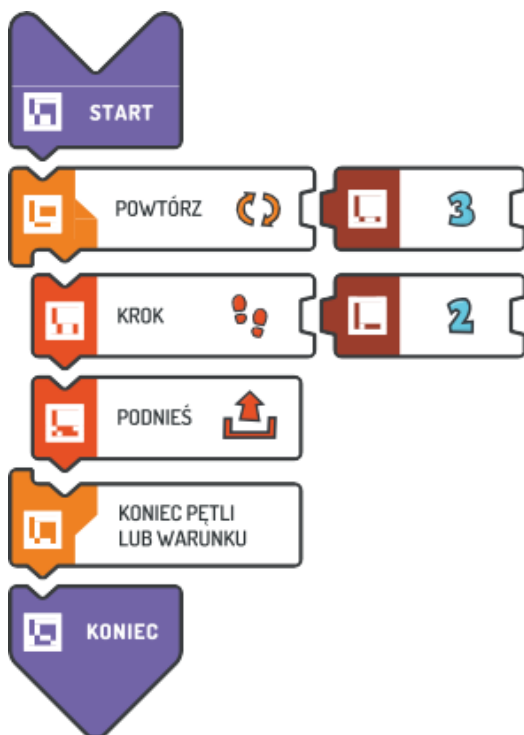 START
POWTÓRZ 3
KROK 2
PODNIEŚ
KONIEC PĘTLI
LUB WARUNKU
KONIEC